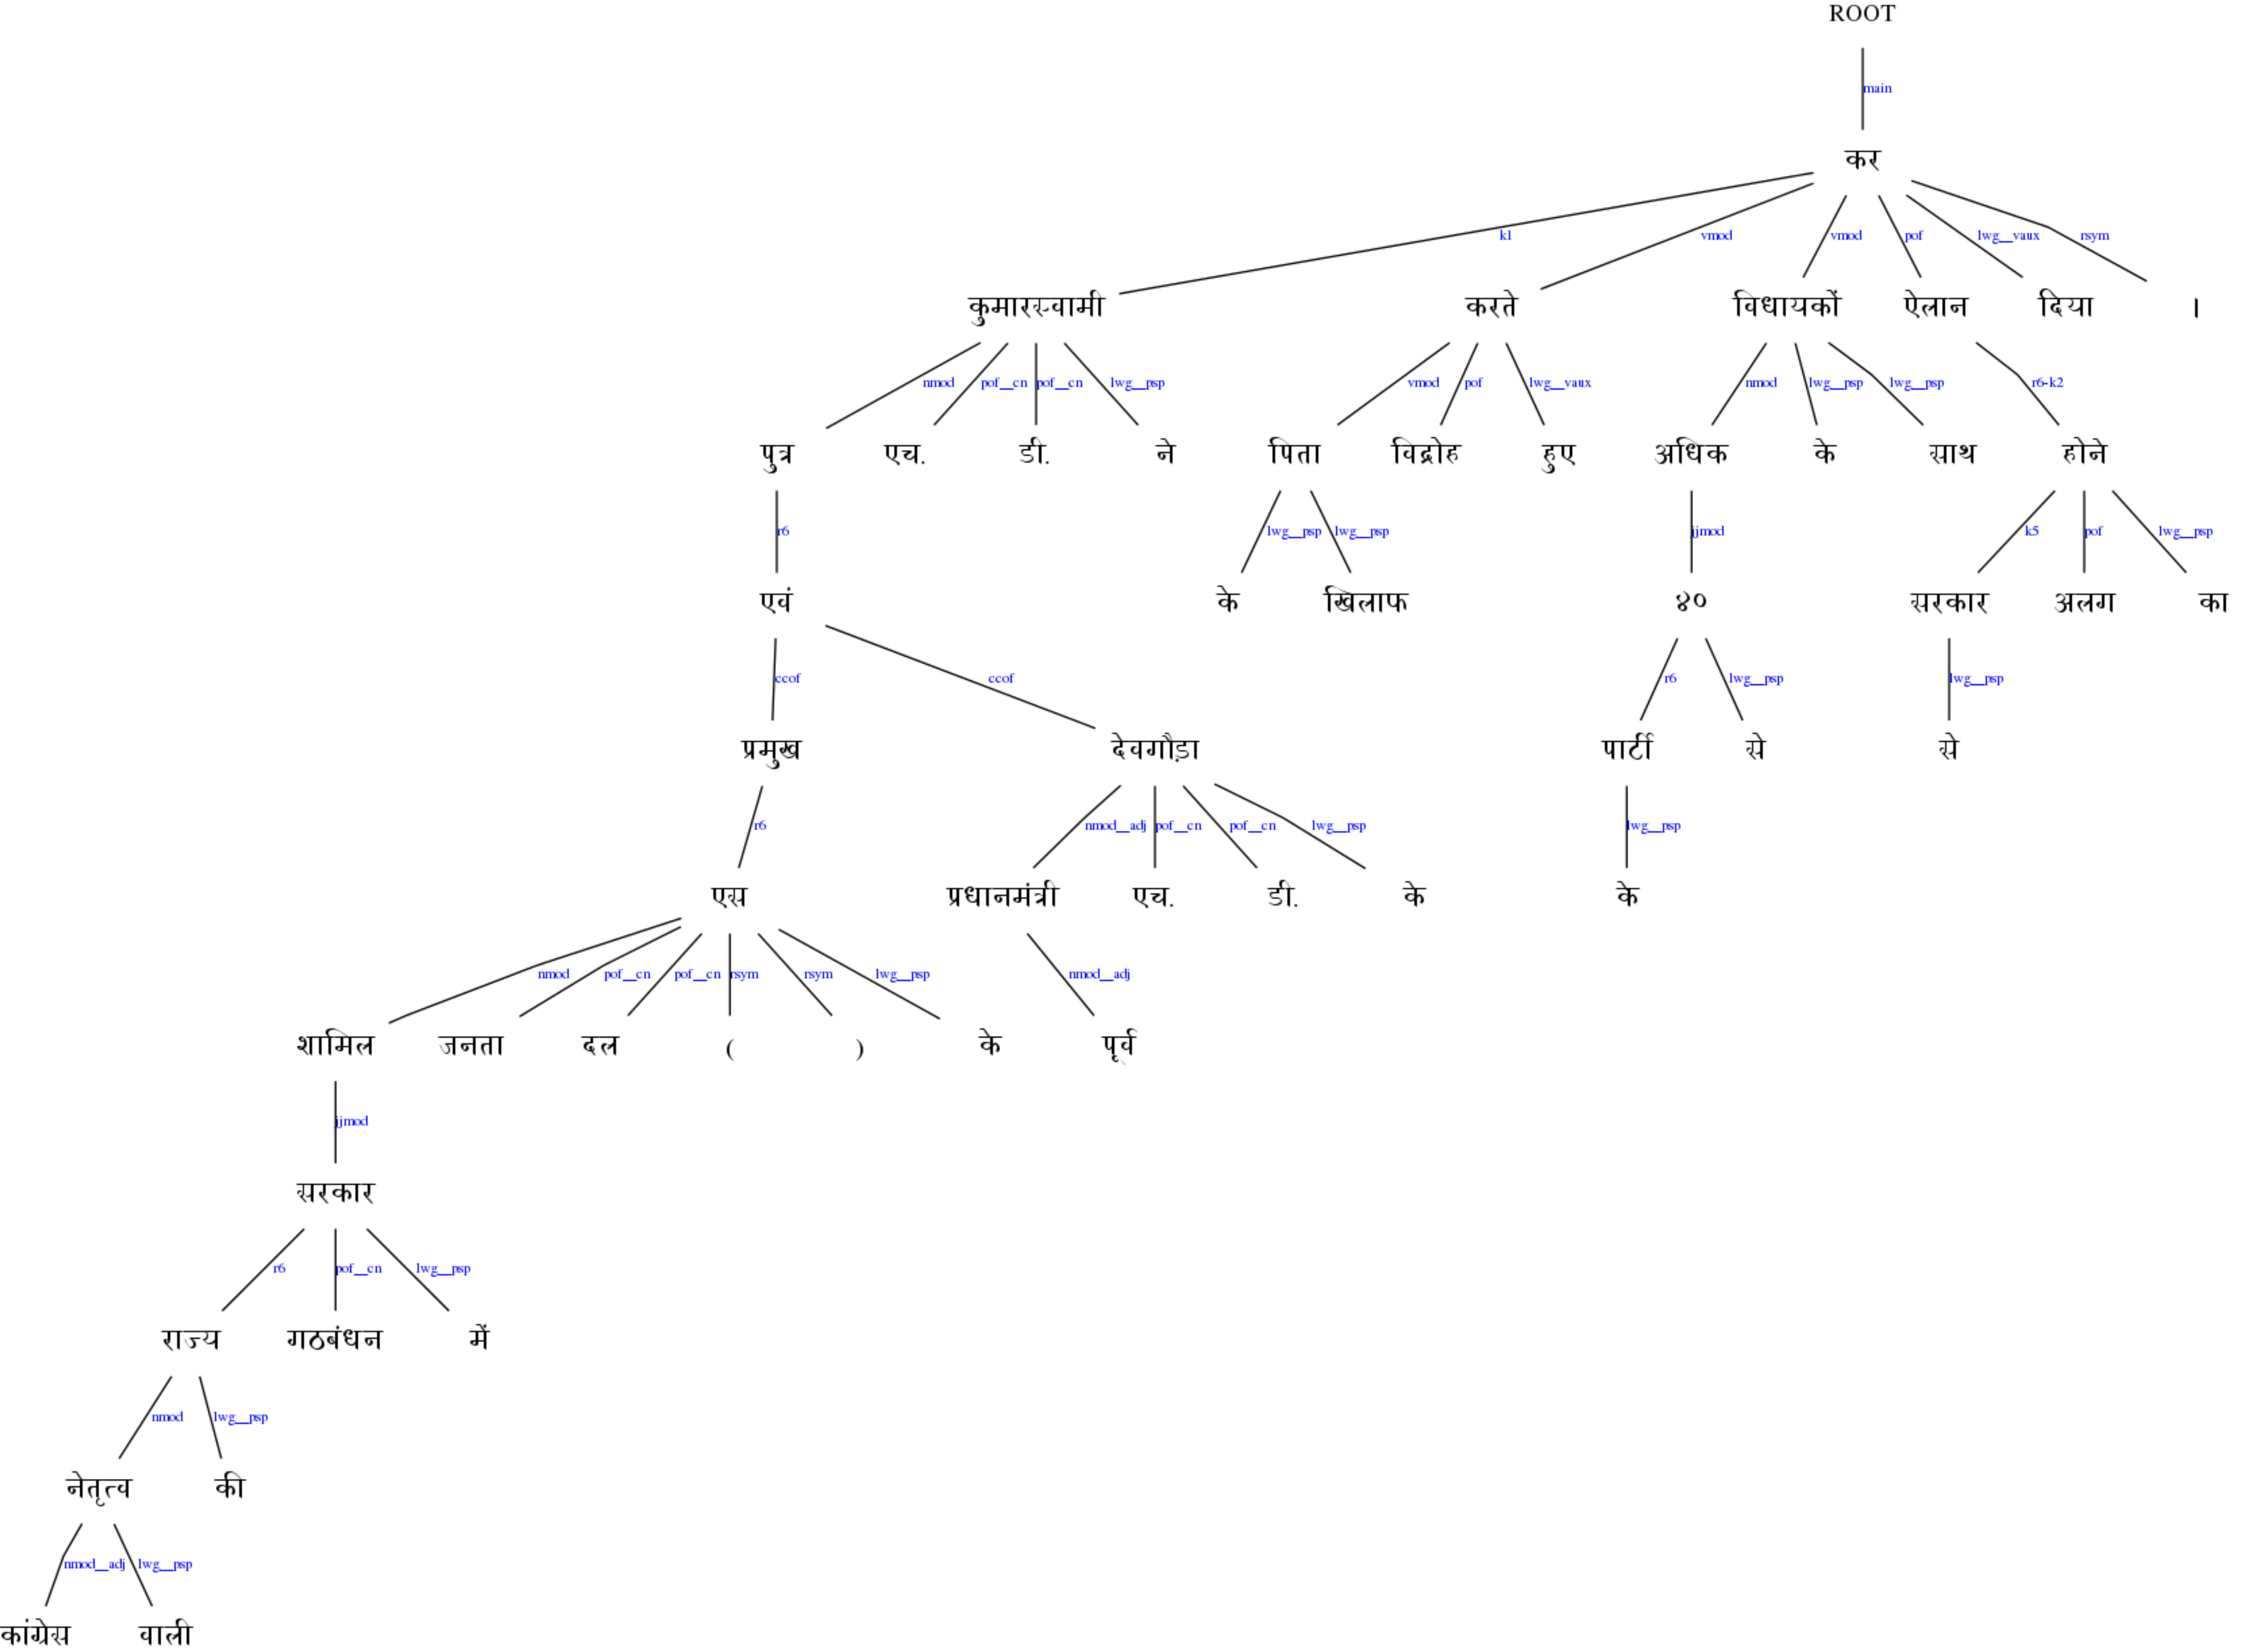 ROOT
main
कर
k1 vmod vmod pof lwg__vaux rsym
कुमारस्वामी करते विधायकों ऐलान दिया ।
nmod pof__cn pof__cn lwg__psp vmod pof lwg__vaux nmod lwg__psp lwg__psp r6-k2
पुत्र एच. डी. ने पिता विद्रोह हुए अधिक के साथ होने
r6 lwg__psp lwg__psp jjmod k5 pof lwg__psp
एवं के खिलाफ ४० सरकार अलग का
ccof ccof r6 lwg__psp lwg__psp
प्रमुख देवगौड़ा पार्टी से से
r6 nmod__adj pof__cn pof__cn lwg__psp lwg__psp
एस प्रधानमंत्री एच. डी. के के
nmod pof__cn pof__cn rsym rsym lwg__psp nmod__adj
शामिल जनता दल ( ) के पूर्व
jjmod
सरकार
r6 pof__cn lwg__psp
राज्य गठबंधन में
nmod lwg__psp
नेतृत्व की
nmod__adj lwg__psp
कांग्रेस वाली